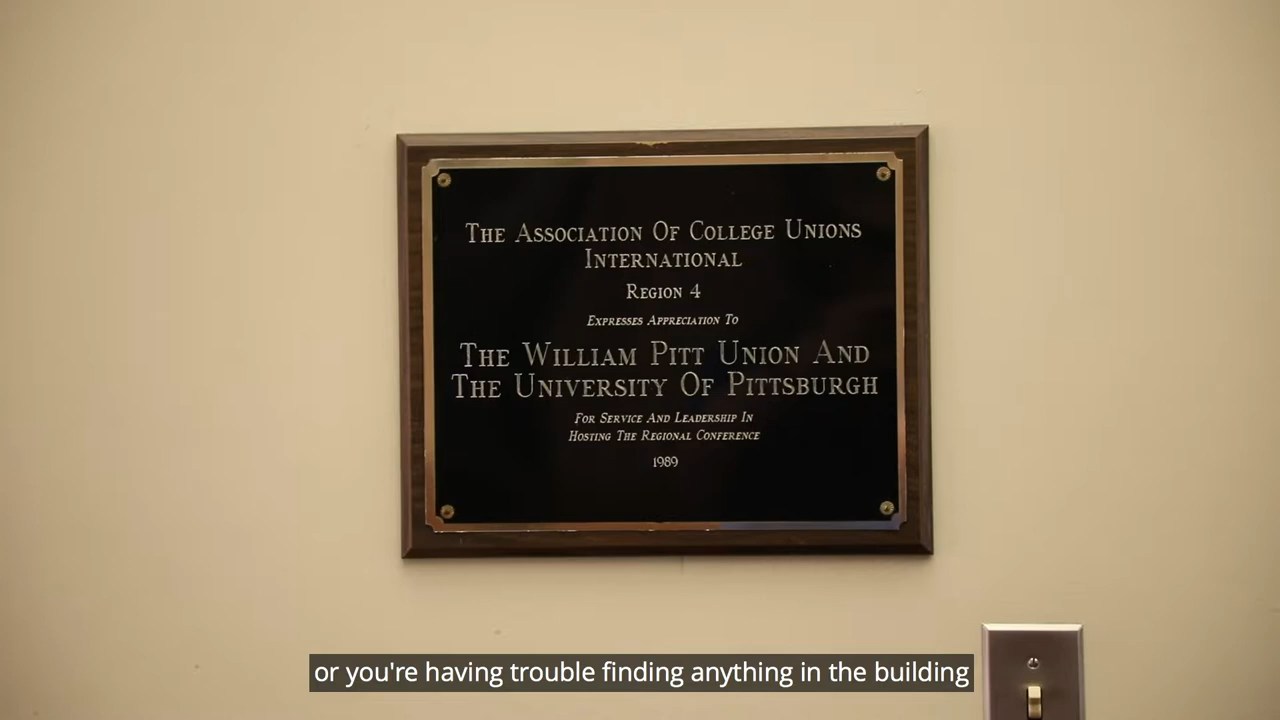 The Association Of College Unions
International
Region 4
Expresses Appreciation To
The William Pitt Union And
The University Of Pittsburgh
For Service And Leadership In
Hosting The Regional Conference
1989
or you're having trouble finding anything in the building